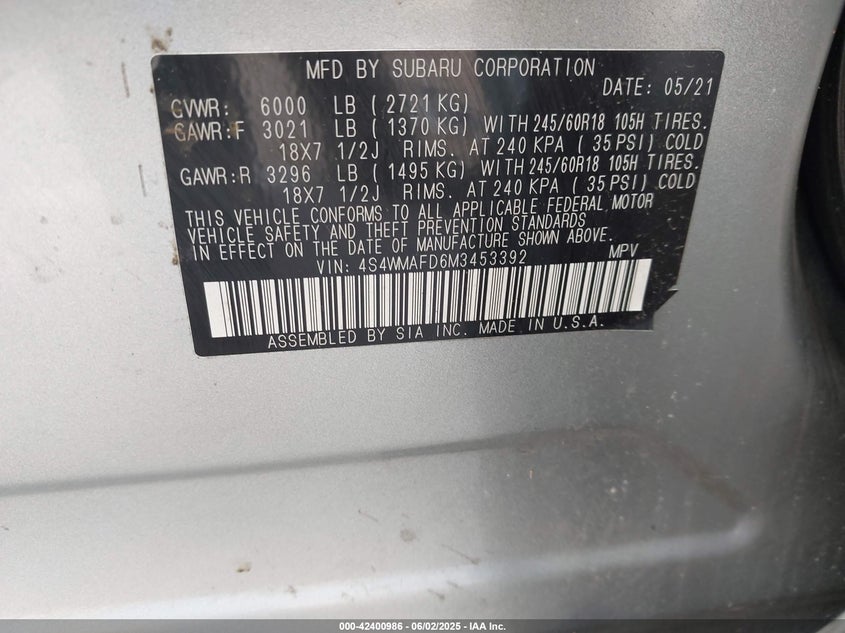 MFD BY SUBARU CORPORATION
DATE: 05/21
GVWR: 6000 LB ( 2721 KG)
GAWR:F 3021 LB ( 1370 KG) WITH 245/60R18 105H TIRES.
18X7 1/2J RIMS. AT 240 KPA ( 35 PSI) COLD
GAWR:R 3296 LB ( 1495 KG) WITH 245/60R18 105H TIRES.
18X7 1/2J RIMS. AT 240 KPA ( 35 PSI) COLD
THIS VEHICLE CONFORMS TO ALL APPLICABLE FEDERAL MOTOR
VEHICLE SAFETY AND THEFT PREVENTION STANDARDS
IN EFFECT ON THE DATE OF MANUFACTURE SHOWN ABOVE.
VIN: 4S4WMAFD6M3453392 MPV
ASSEMBLED BY SIA INC. MADE IN U.S.A.
000-42400986 - 06/02/2025 - IAA Inc.